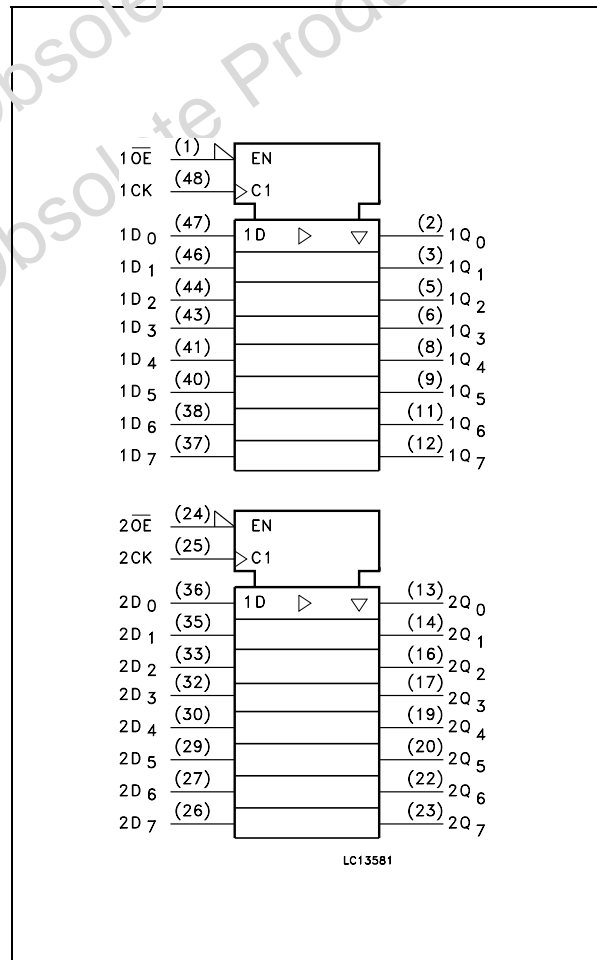 Obsolete Product
1O̅E̅ (1) EN
1CK (48) C1
1D0 (47) 1D (2) 1Q0
1D1 (46) (3) 1Q1
1D2 (44) (5) 1Q2
1D3 (43) (6) 1Q3
1D4 (41) (8) 1Q4
1D5 (40) (9) 1Q5
1D6 (38) (11) 1Q6
1D7 (37) (12) 1Q7
2O̅E̅ (24) EN
2CK (25) C1
2D0 (36) 1D (13) 2Q0
2D1 (35) (14) 2Q1
2D2 (33) (16) 2Q2
2D3 (32) (17) 2Q3
2D4 (30) (19) 2Q4
2D5 (29) (20) 2Q5
2D6 (27) (22) 2Q6
2D7 (26) (23) 2Q7
LC13581